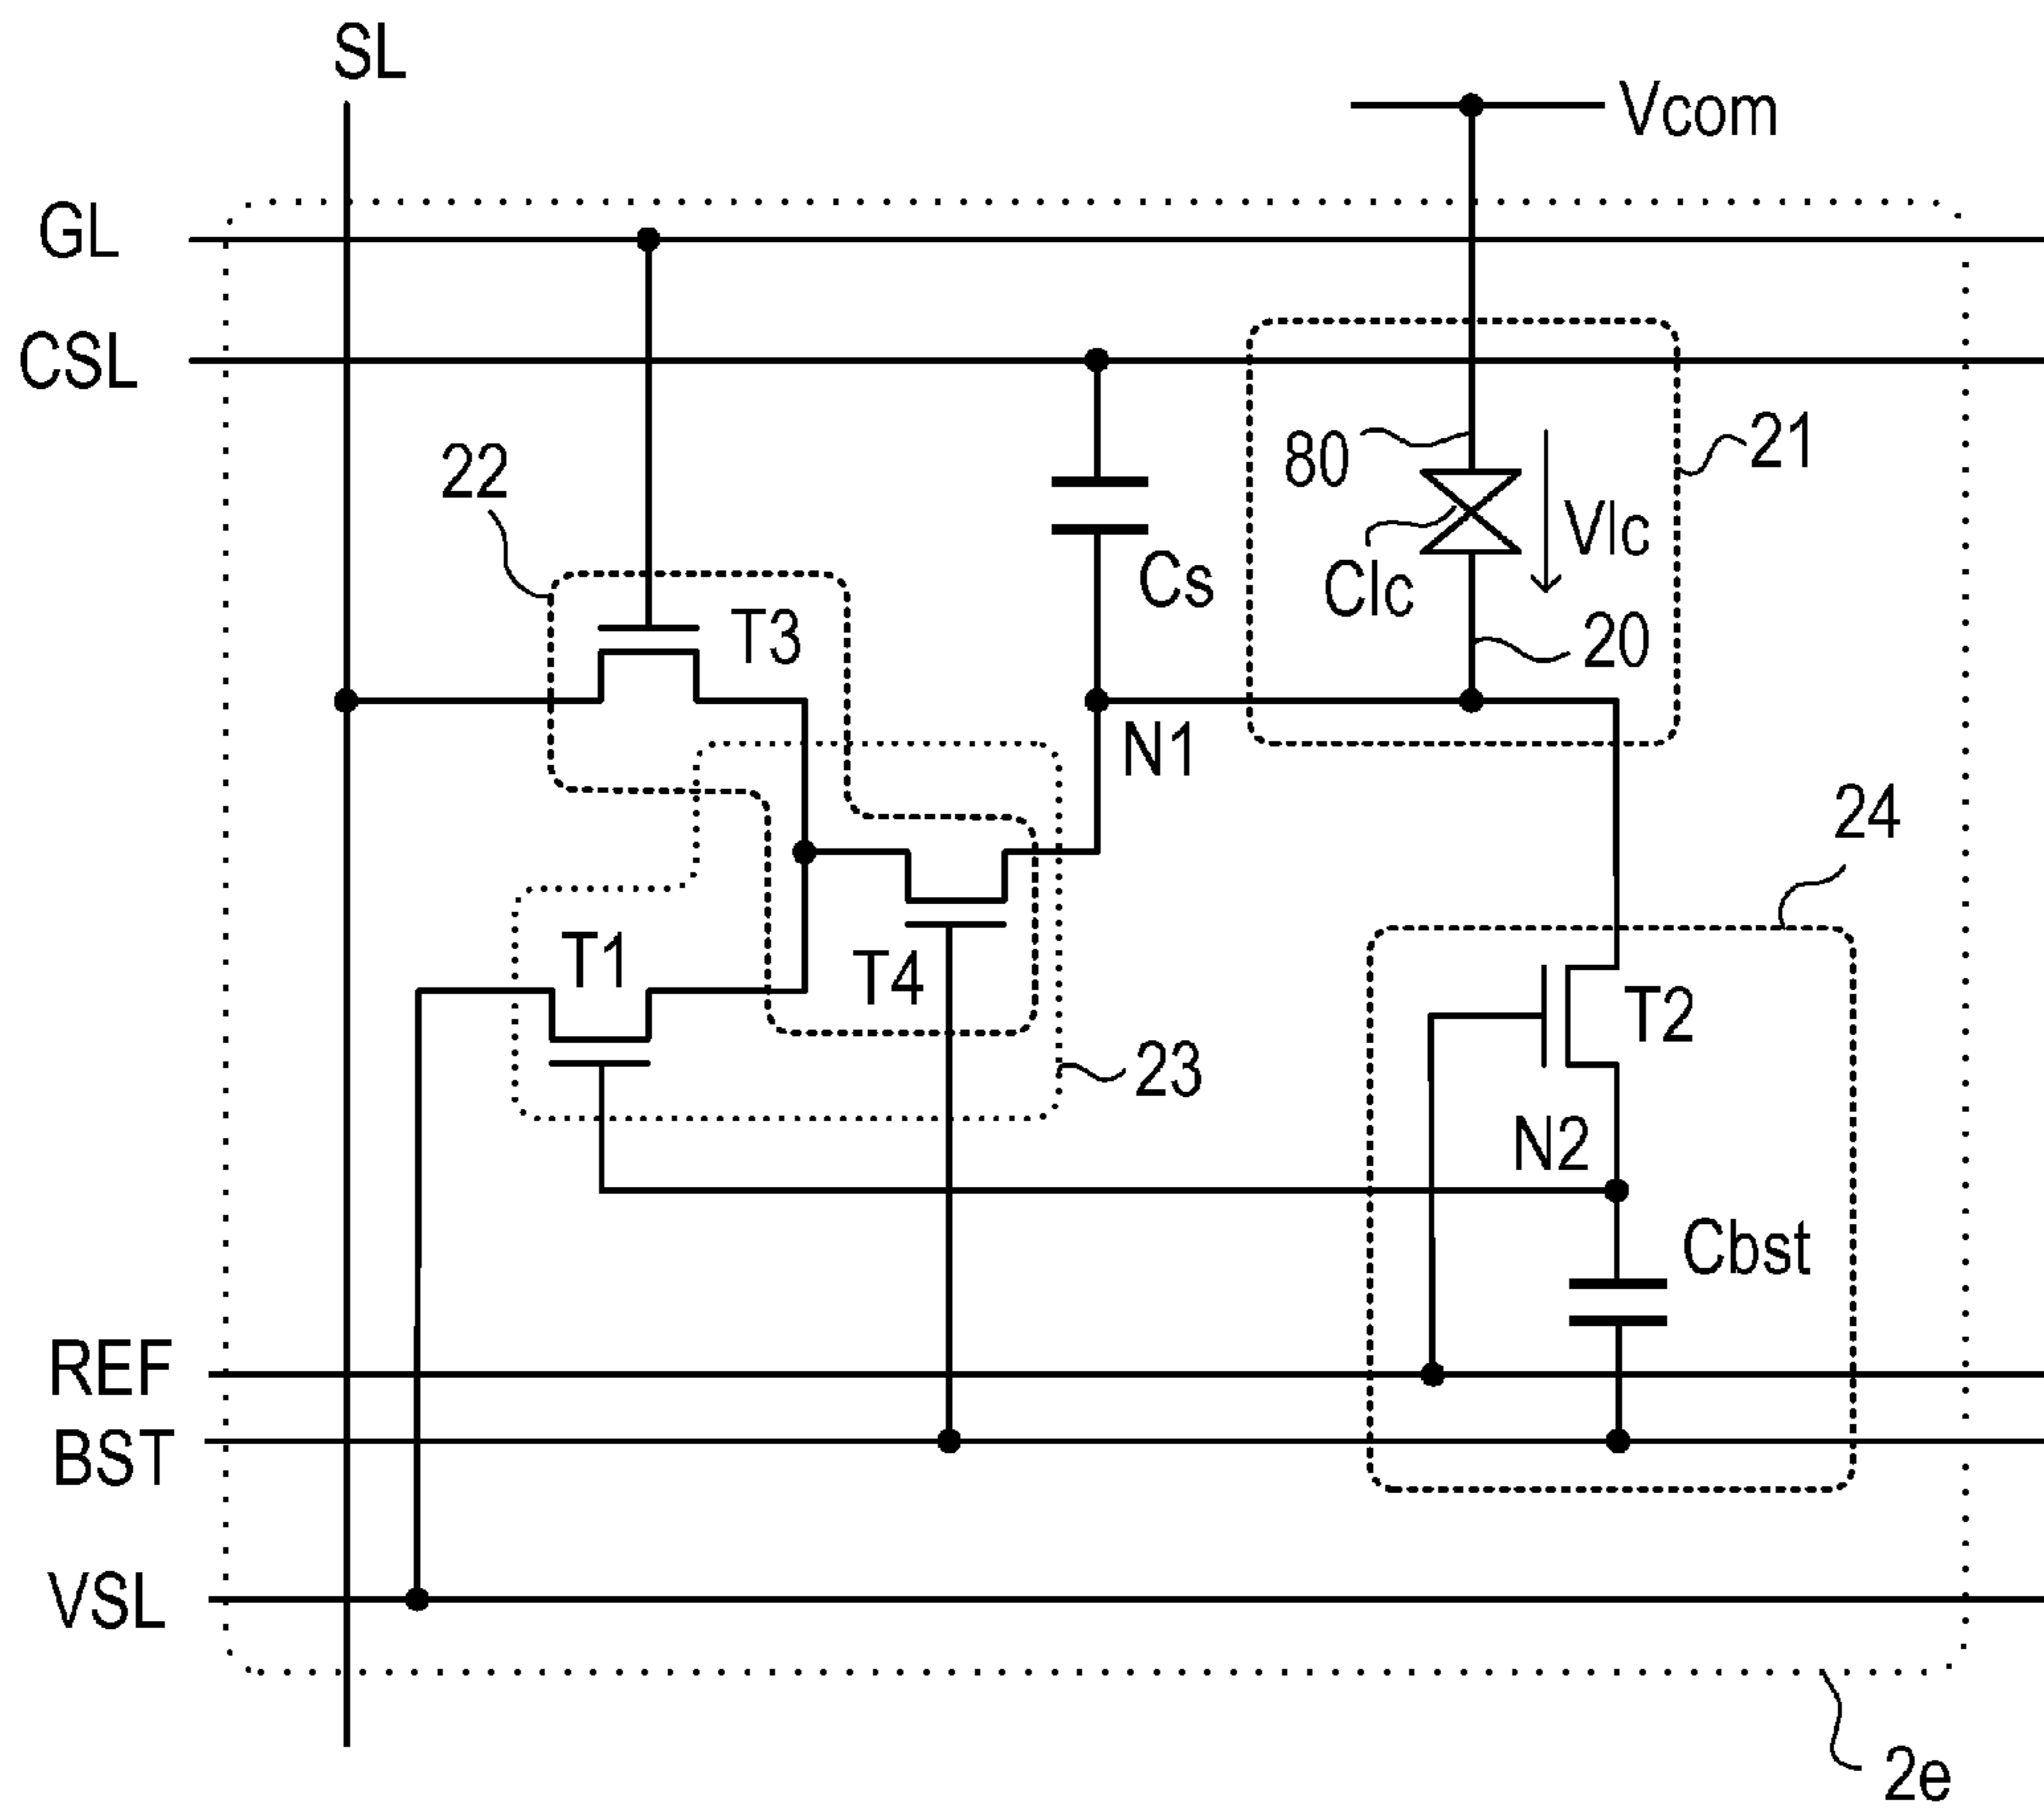 SL
Vcom
GL
CSL
22
80
21
Vlc
Cs
Clc
T3
20
N1
24
T1
T4
T2
23
N2
Cbst
REF
BST
VSL
2e